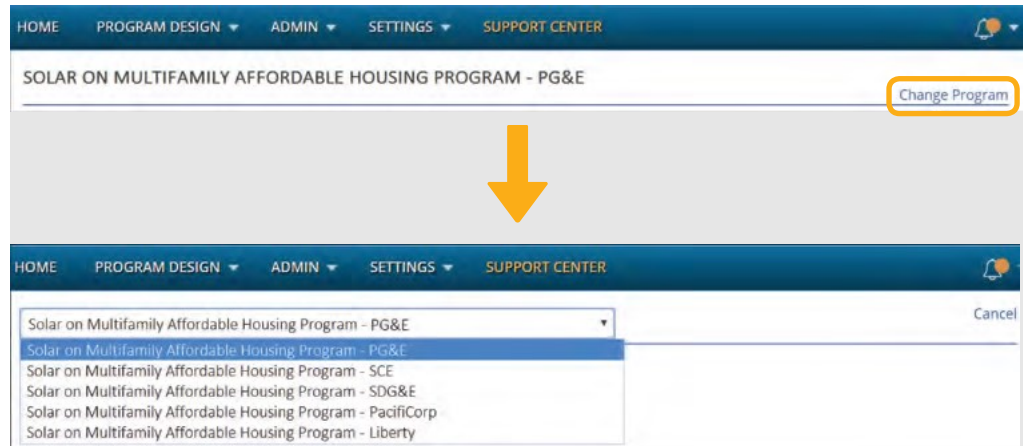 HOME PROGRAM DESIGN ADMIN SETTINGS SUPPORT CENTER
SOLAR ON MULTIFAMILY AFFORDABLE HOUSING PROGRAM - PG&E
Change Program
HOME PROGRAM DESIGN ADMIN SETTINGS SUPPORT CENTER
Cancel
Solar on Multifamily Affordable Housing Program - PG&E
Solar on Multifamily Affordable Housing Program - PG&E
Solar on Multifamily Affordable Housing Program - SCE
Solar on Multifamily Affordable Housing Program - SDG&E
Solar on Multifamily Affordable Housing Program - PacifiCorp
Solar on Multifamily Affordable Housing Program - Liberty